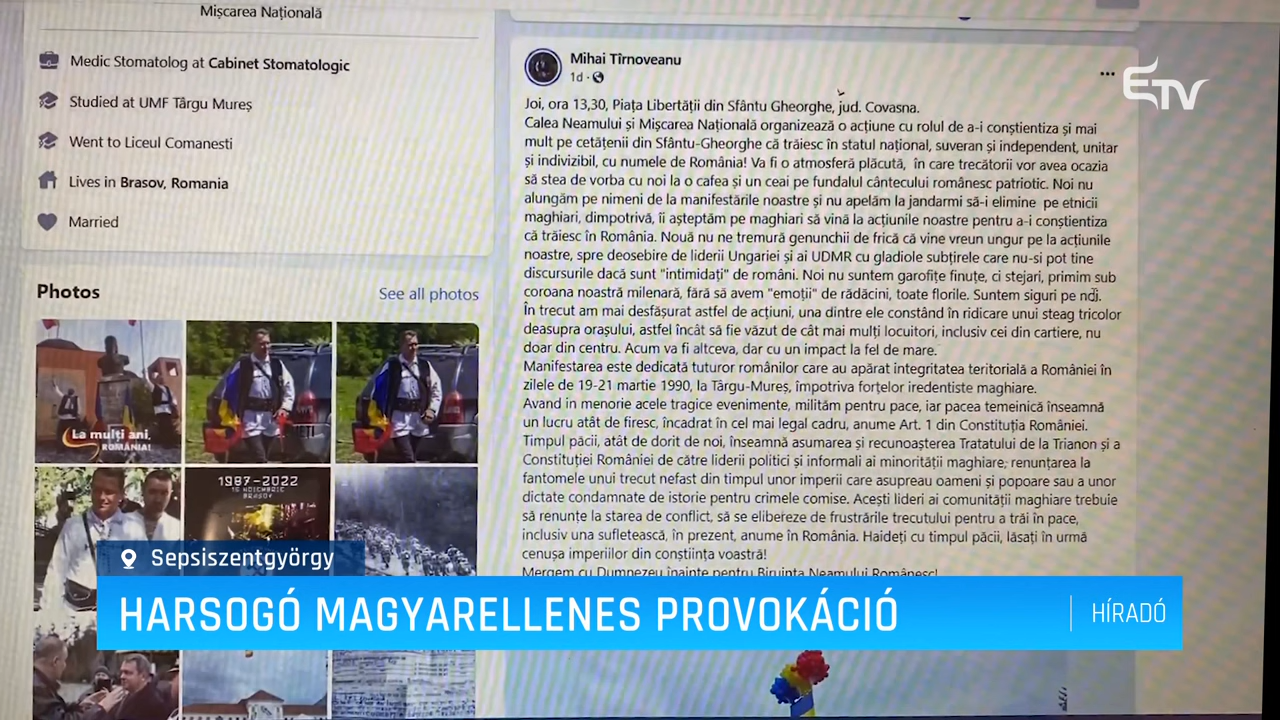 Mișcarea Națională
Medic Stomatolog at Cabinet Stomatologic
Studied at UMF Târgu Mureș
Went to Liceul Comanesti
Lives in Brasov, Romania
Married
Photos
See all photos
La mulți ani,
ROMÂNIA!
1987-2022
15 NOIEMBRIE
BRAȘOV
Mihai Tîrnoveanu
1d
Joi, ora 13,30, Piața Libertății din Sfântu Gheorghe, jud. Covasna.
Calea Neamului și Mișcarea Națională organizează o acțiune cu rolul de a-i conștientiza și mai
mult pe cetățenii din Sfântu-Gheorghe că trăiesc în statul național, suveran și independent, unitar
și indivizibil, cu numele de România! Va fi o atmosferă plăcută, în care trecătorii vor avea ocazia
să stea de vorba cu noi la o cafea și un ceai pe fundalul cântecului românesc patriotic. Noi nu
alungăm pe nimeni de la manifestările noastre și nu apelăm la jandarmi să-i elimine pe etnicii
maghiari, dimpotrivă, îi așteptăm pe maghiari să vină la acțiunile noastre pentru a-i conștientiza
că trăiesc în România. Nouă nu ne tremură genunchii de frică că vine vreun ungur pe la acțiunile
noastre, spre deosebire de liderii Ungariei și ai UDMR cu gladiole subțirele care nu-si pot tine
discursurile dacă sunt "intimidați" de români. Noi nu suntem garofițe finuțe, ci stejari, primim sub
coroana noastră milenară, fără să avem "emoții" de rădăcini, toate florile. Suntem siguri pe noi.
În trecut am mai desfășurat astfel de acțiuni, una dintre ele constând în ridicare unui steag tricolor
deasupra orașului, astfel încât să fie văzut de cât mai mulți locuitori, inclusiv cei din cartiere, nu
doar din centru. Acum va fi altceva, dar cu un impact la fel de mare.
Manifestarea este dedicată tuturor românilor care au apărat integritatea teritorială a României în
zilele de 19-21 martie 1990, la Târgu-Mureș, împotriva forțelor iredentiste maghiare.
Avand in menorie acele tragice evenimente, milităm pentru pace, iar pacea temeinică înseamnă
un lucru atât de firesc, încadrat în cel mai legal cadru, anume Art. 1 din Constituția României.
Timpul păcii, atât de dorit de noi, înseamnă asumarea și recunoașterea Tratatului de la Trianon și a
Constituției României de către liderii politici și informali ai minorității maghiare, renunțarea la
fantomele unui trecut nefast din timpul unor imperii care asupreau oameni și popoare sau a unor
dictate condamnate de istorie pentru crimele comise. Acești lideri ai comunității maghiare trebuie
să renunțe la starea de conflict, să se elibereze de frustrările trecutului pentru a trăi în pace,
inclusiv una sufletească, în prezent, anume în România. Haideți cu timpul păcii, lăsați în urmă
cenușa imperiilor din conștiința voastră!
Mergem cu Dumnezeu înainte pentru Biruința Neamului Românesc!
ETV
Sepsiszentgyörgy
HARSOGÓ MAGYARELLENES PROVOKÁCIÓ
HÍRADÓ